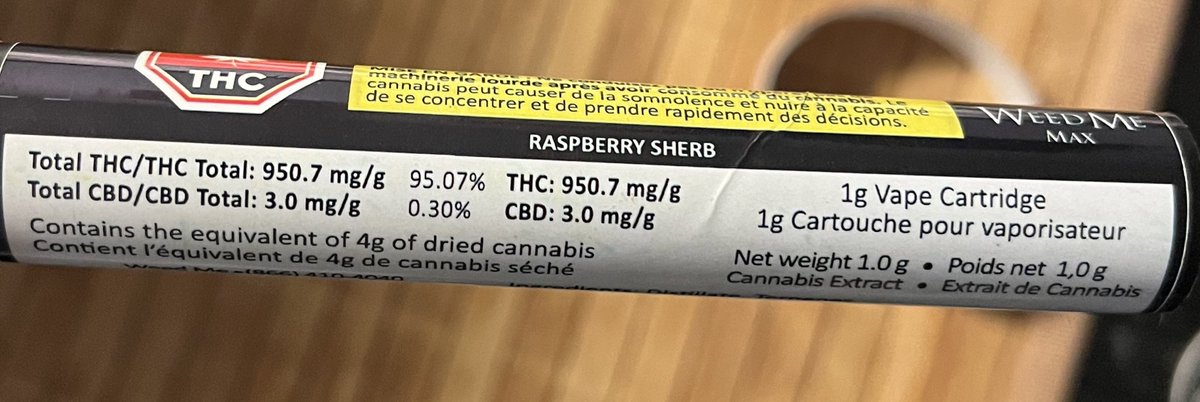 THC
machinerie lourde après avoir consommé du cannabis. Le
cannabis peut causer de la somnolence et nuire à la capacité
de se concentrer et de prendre rapidement des décisions.
WEED ME
MAX
RASPBERRY SHERB
Total THC/THC Total: 950.7 mg/g 95.07% THC: 950.7 mg/g
Total CBD/CBD Total: 3.0 mg/g 0.30% CBD: 3.0 mg/g
Contains the equivalent of 4g of dried cannabis
Contient l'équivalent de 4g de cannabis séché
1g Vape Cartridge
1g Cartouche pour vaporisateur
Net weight 1.0 g • Poids net 1,0 g
Cannabis Extract • Extrait de Cannabis